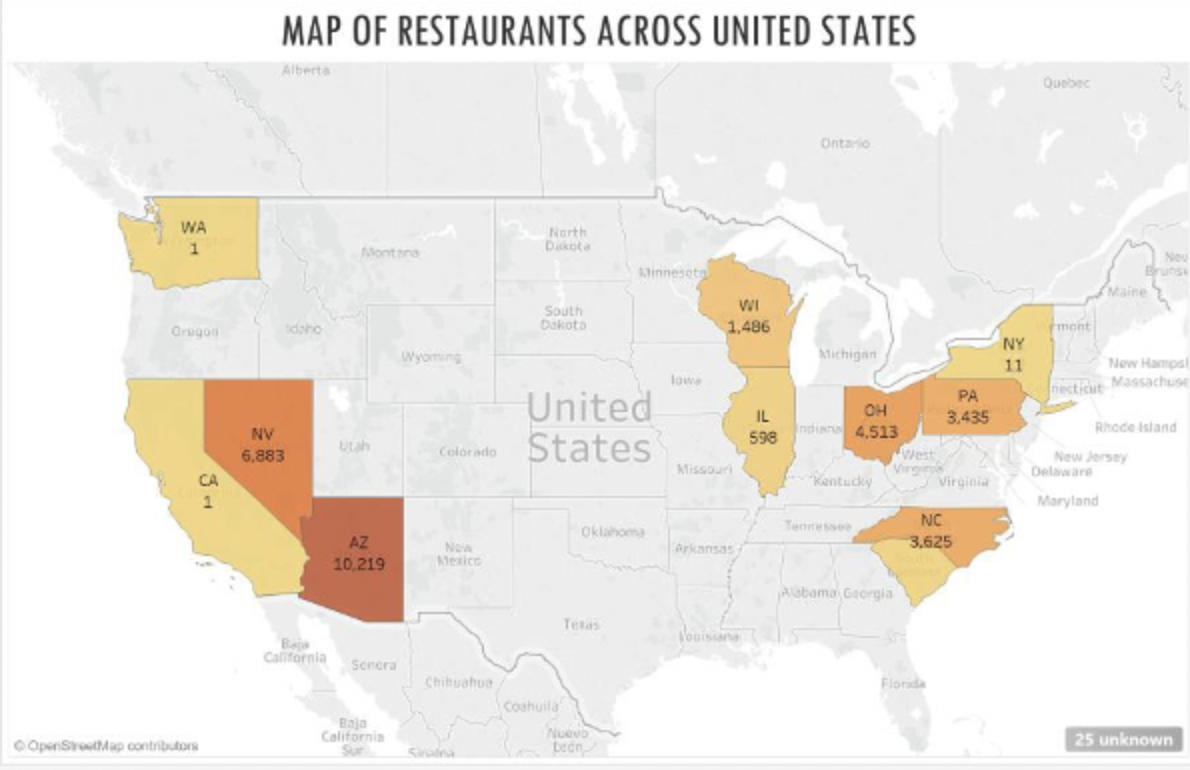 MAP OF RESTAURANTS ACROSS UNITED STATES
Alberta
Quebec
Ontario
WA
1
Montana
North
Dakota
Minnesota
New
Maine
Oregon
Idaho
South
Dakota
WI
1,486
Wyoming
Michigan
NY
11
Iowa
New Hampsl
Massachuse
NV
6,883
Utah
Colorado
United
States
IL
598
Indiana
OH
4,513
PA
3,435
Rhode Island
CA
1
Missouri
West
Virginia
Kentucky
Virginia
New Jersey
Delaware
Maryland
AZ
10,219
New
Mexico
Oklahoma
Arkansas
Tennessee
NC
3,625
Texas
Alabama
Georgia
Louisiana
Baja
California
Sonora
Chihuahua
Florida
Coahuila
Baja
California
Sur
Sinaloa
Nuevo
León
© OpenStreetMap contributors
25 unknown